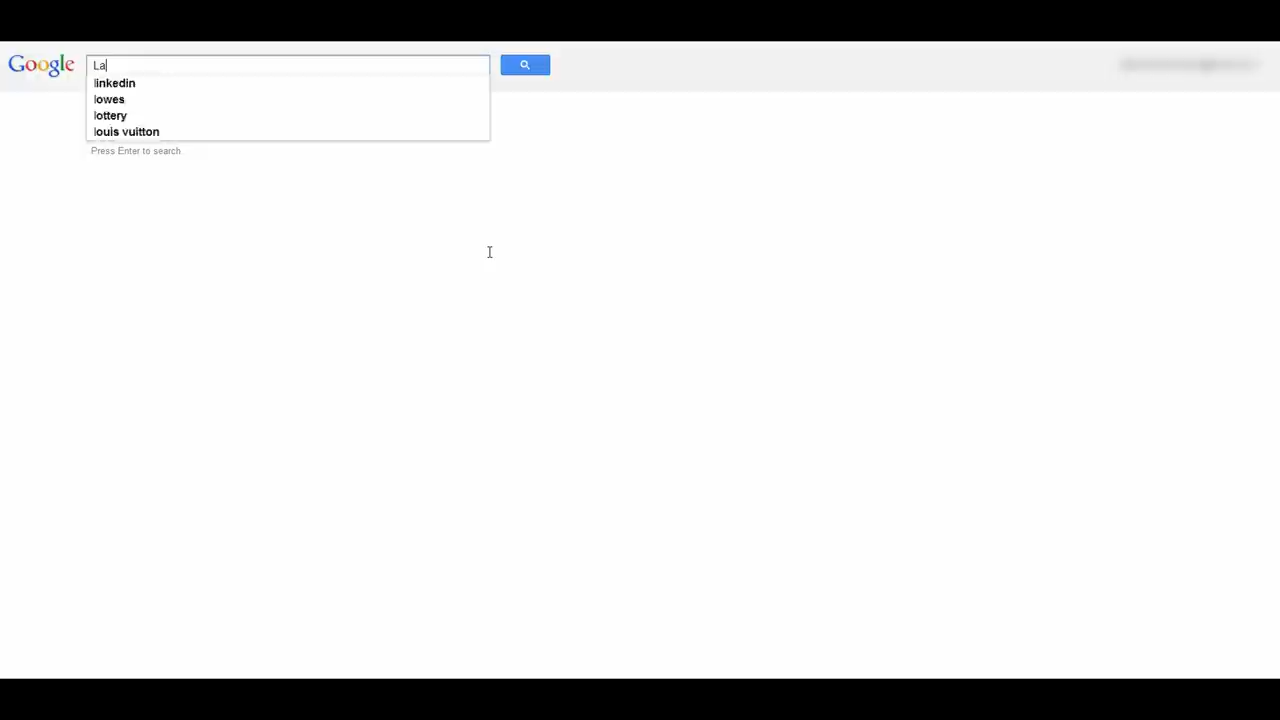 Google
La
linkedin
lowes
lottery
louis vuitton
Press Enter to search